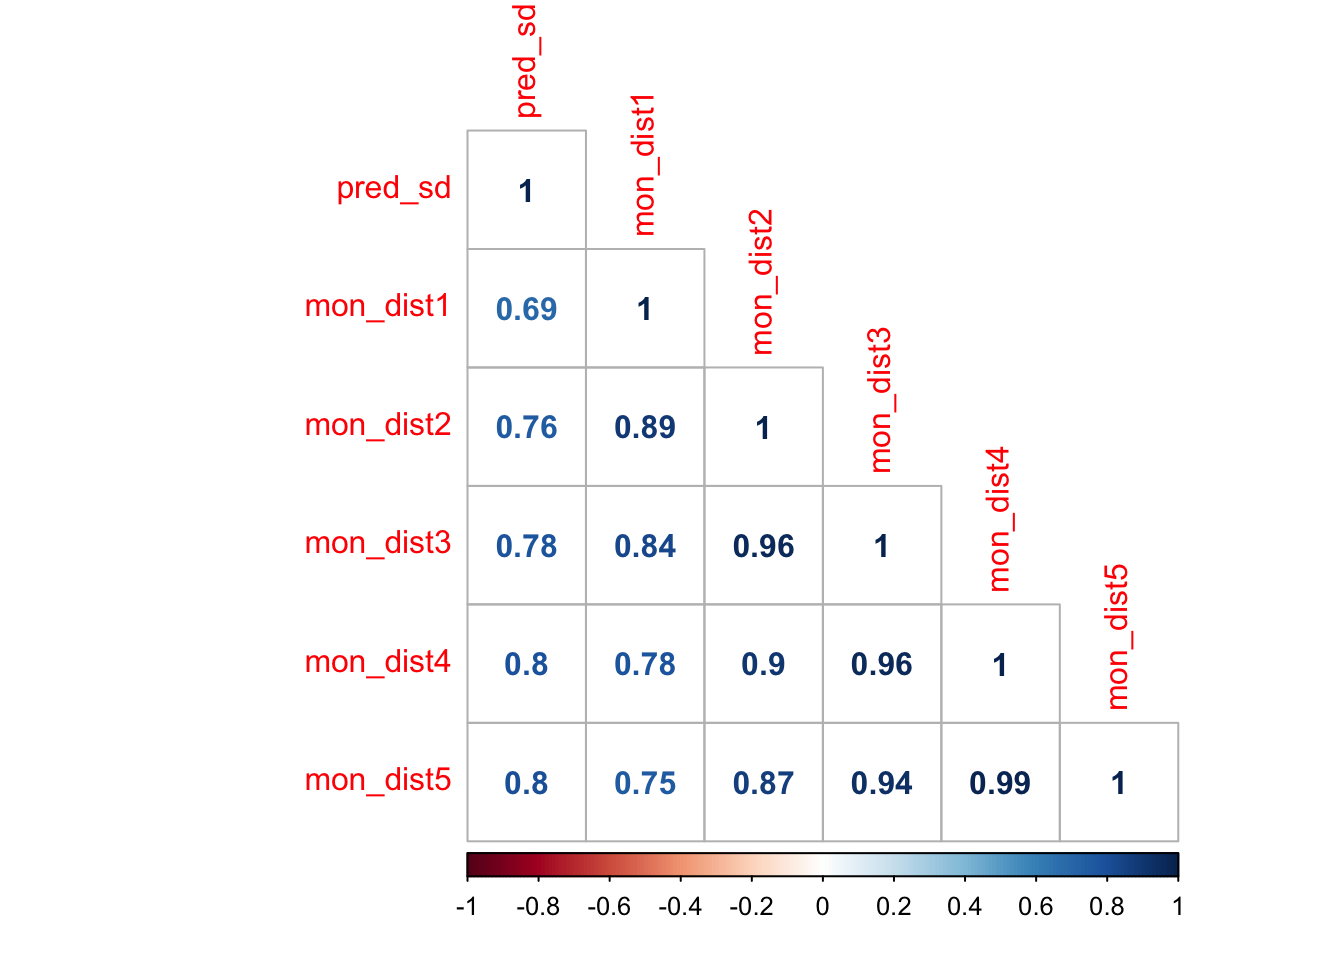 pred_sd
mon_dist1
mon_dist2
mon_dist3
mon_dist4
mon_dist5
pred_sd 1
mon_dist1 0.69 1
mon_dist2 0.76 0.89 1
mon_dist3 0.78 0.84 0.96 1
mon_dist4 0.8 0.78 0.9 0.96 1
mon_dist5 0.8 0.75 0.87 0.94 0.99 1
-1 -0.8 -0.6 -0.4 -0.2 0 0.2 0.4 0.6 0.8 1